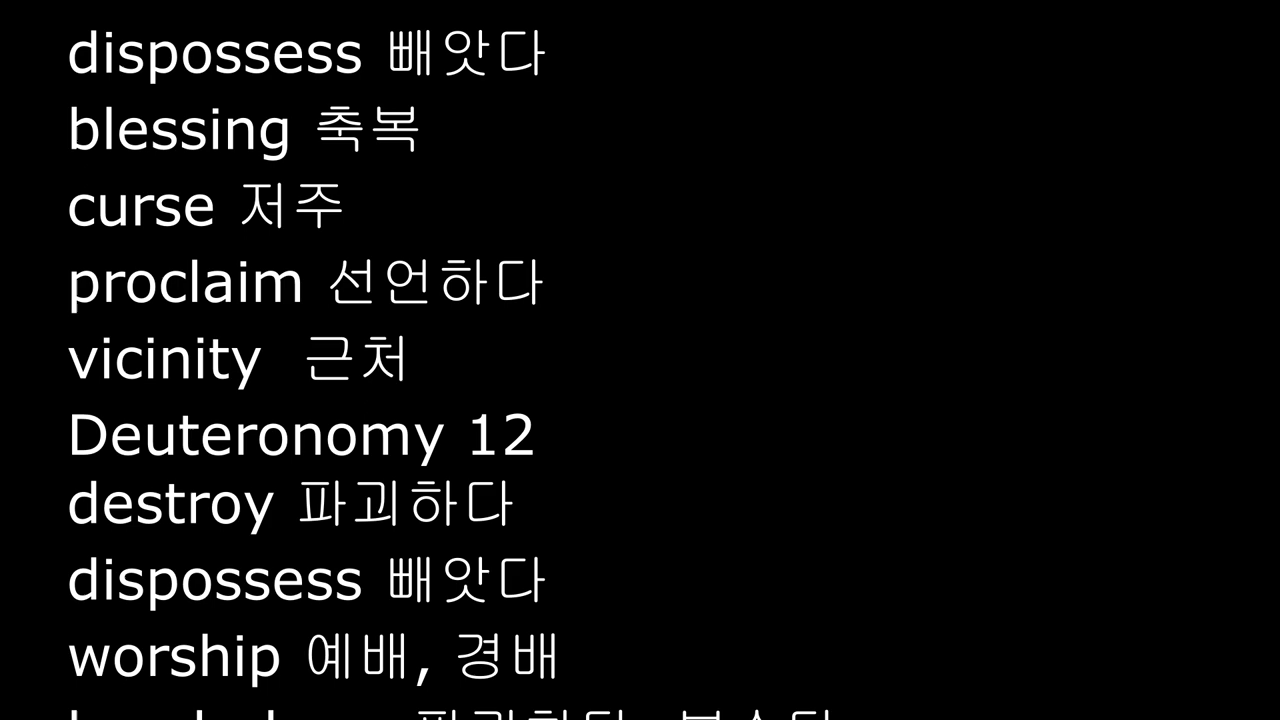 dispossess 빼앗다
blessing 축복
curse 저주
proclaim 선언하다
vicinity 근처
Deuteronomy 12
destroy 파괴하다
dispossess 빼앗다
worship 예배, 경배